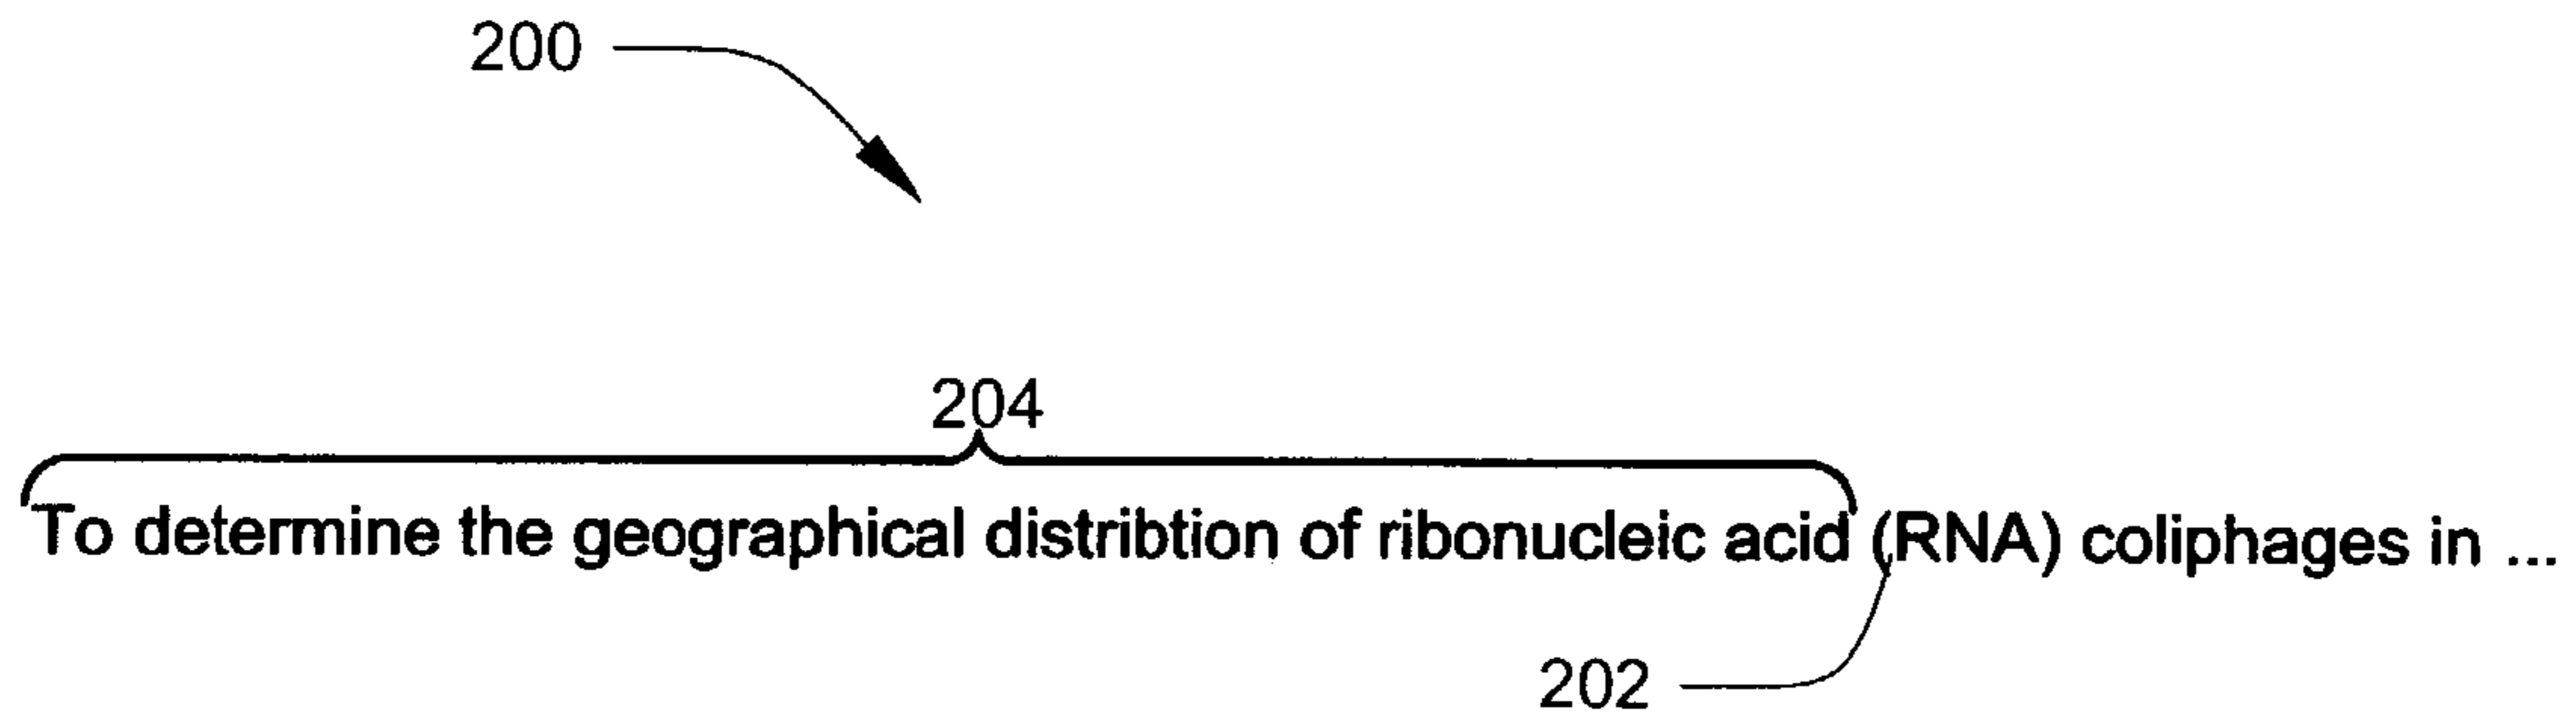 200
204
To determine the geographical distribtion of ribonucleic acid (RNA) coliphages in ...
202